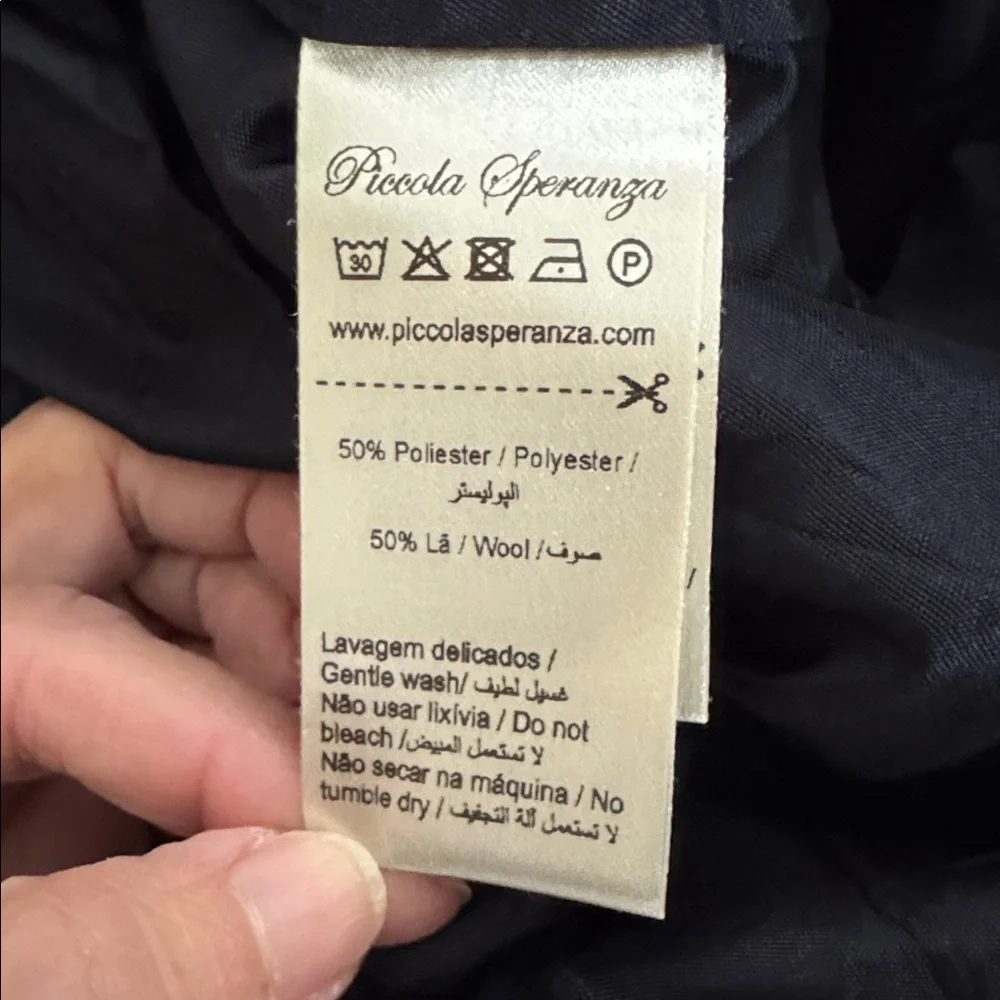 Piccola Speranza
30 P
www.piccolasperanza.com
50% Poliester / Polyester /
البوليستر
50% Lã / Wool / صوف
Lavagem delicados /
Gentle wash/ غسيل لطيف
Não usar lixívia / Do not
bleach / لا تستعمل المبيض
Não secar na máquina / No
tumble dry / لا تستعمل آلة التجفيف
/